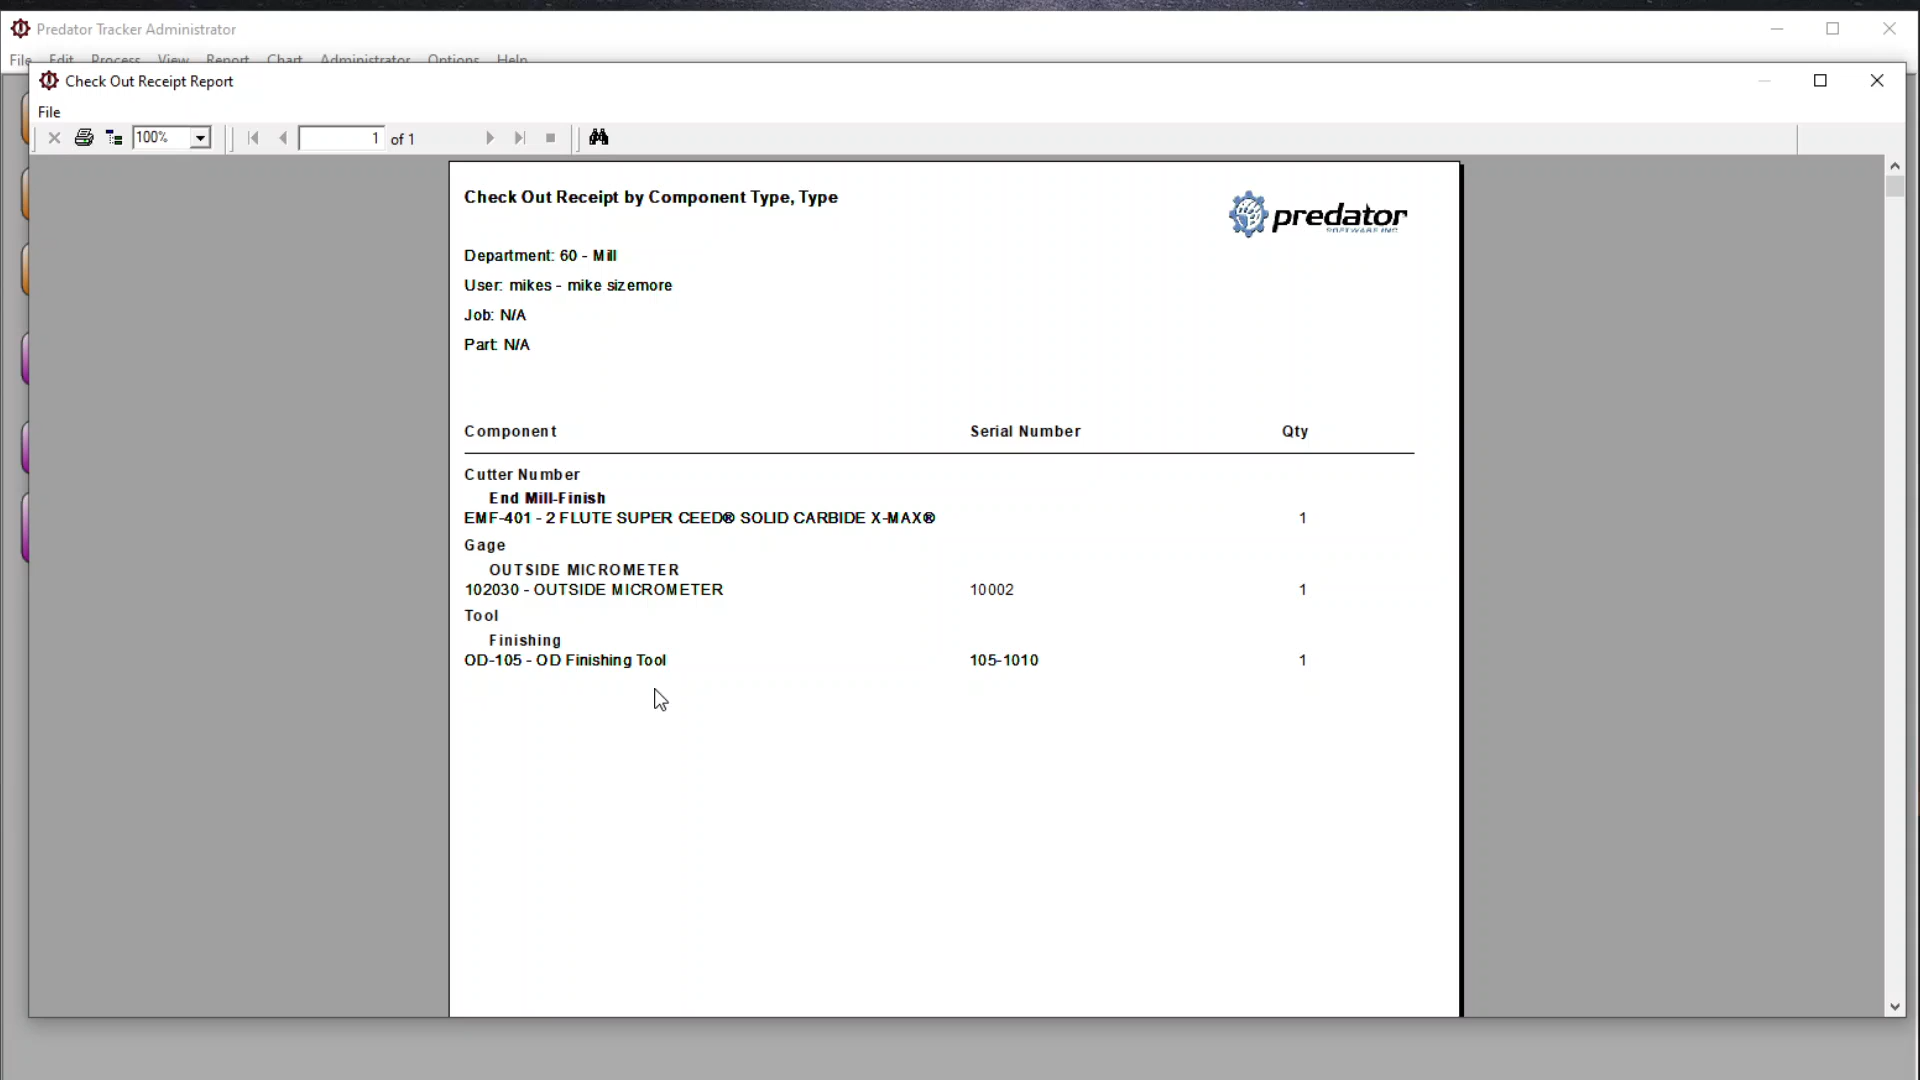 Predator Tracker Administrator
File Edit Process View Report Chart Administrator Options Help
Check Out Receipt Report
File
100% 1 of 1
Check Out Receipt by Component Type, Type
predator
SOFTWARE INC
Department: 60 - Mill
User: mikes - mike sizemore
Job: N/A
Part: N/A
Component Serial Number Qty
Cutter Number
End Mill-Finish
EMF-401 - 2 FLUTE SUPER CEED® SOLID CARBIDE X-MAX® 1
Gage
OUTSIDE MICROMETER
102030 - OUTSIDE MICROMETER 10002 1
Tool
Finishing
OD-105 - OD Finishing Tool 105-1010 1